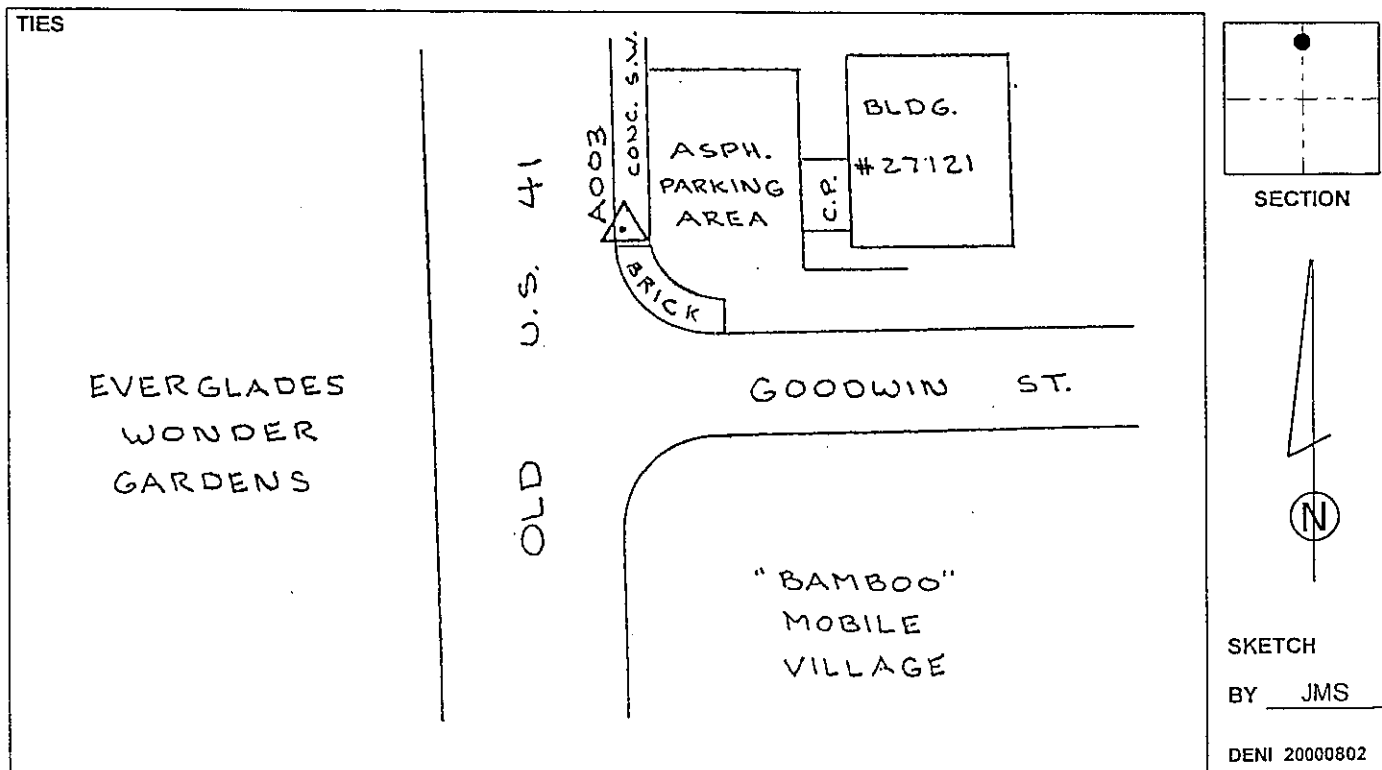 TIES
CONC. S.W.
A003
ASPH.
PARKING
AREA
C.P.
BLDG.
#27121
BRICK
OLD U.S. 41
GOODWIN ST.
EVERGLADES
WONDER
GARDENS
"BAMBOO"
MOBILE
VILLAGE
SECTION
N
SKETCH
BY JMS
DENI 20000802